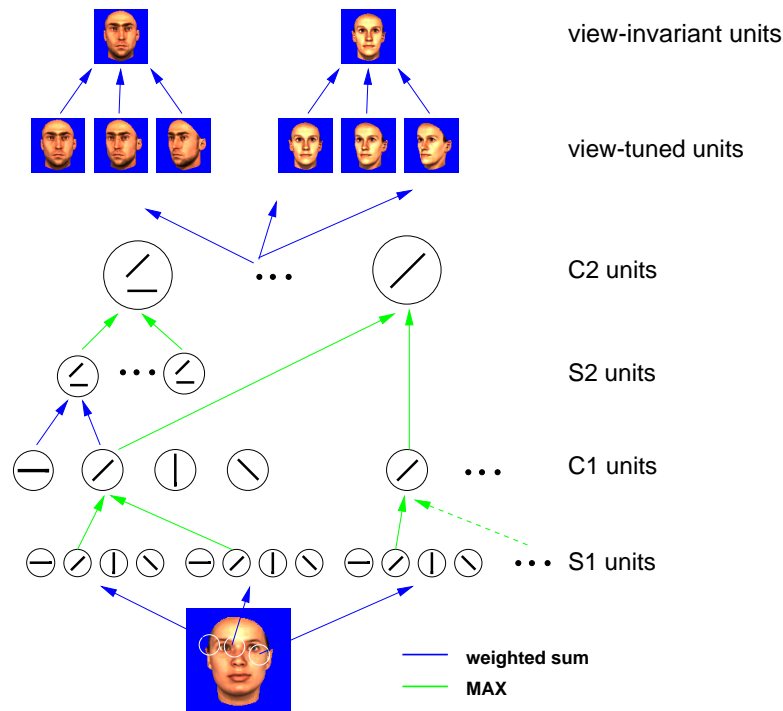 view-invariant units
view-tuned units
C2 units
S2 units
C1 units
S1 units
weighted sum
MAX